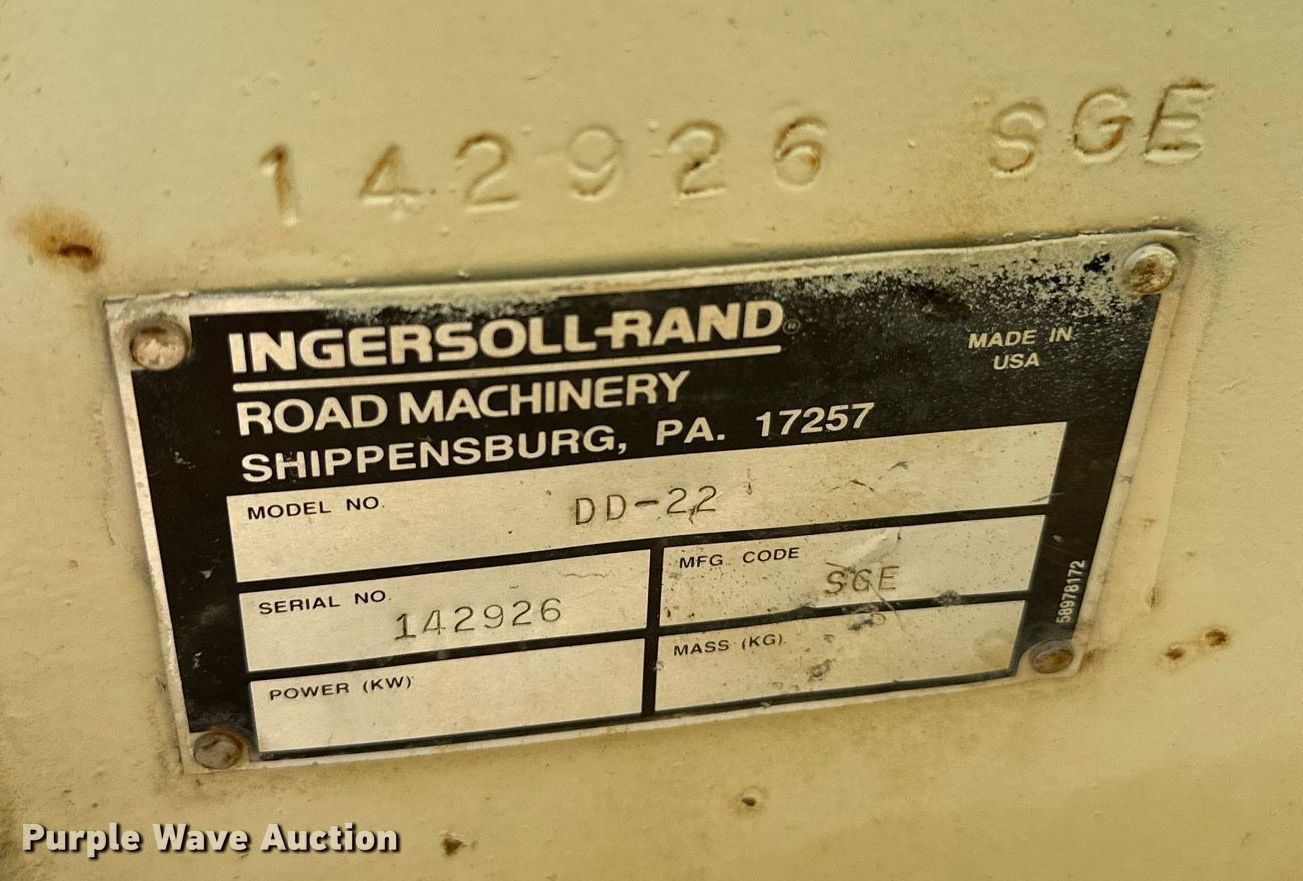 142926 SGE
INGERSOLL-RAND®
ROAD MACHINERY
SHIPPENSBURG, PA. 17257
MADE IN
USA
MODEL NO.
DD-22
SERIAL NO.
142926
MFG. CODE
SGE
POWER (KW)
MASS (KG)
58978172
Purple Wave Auction